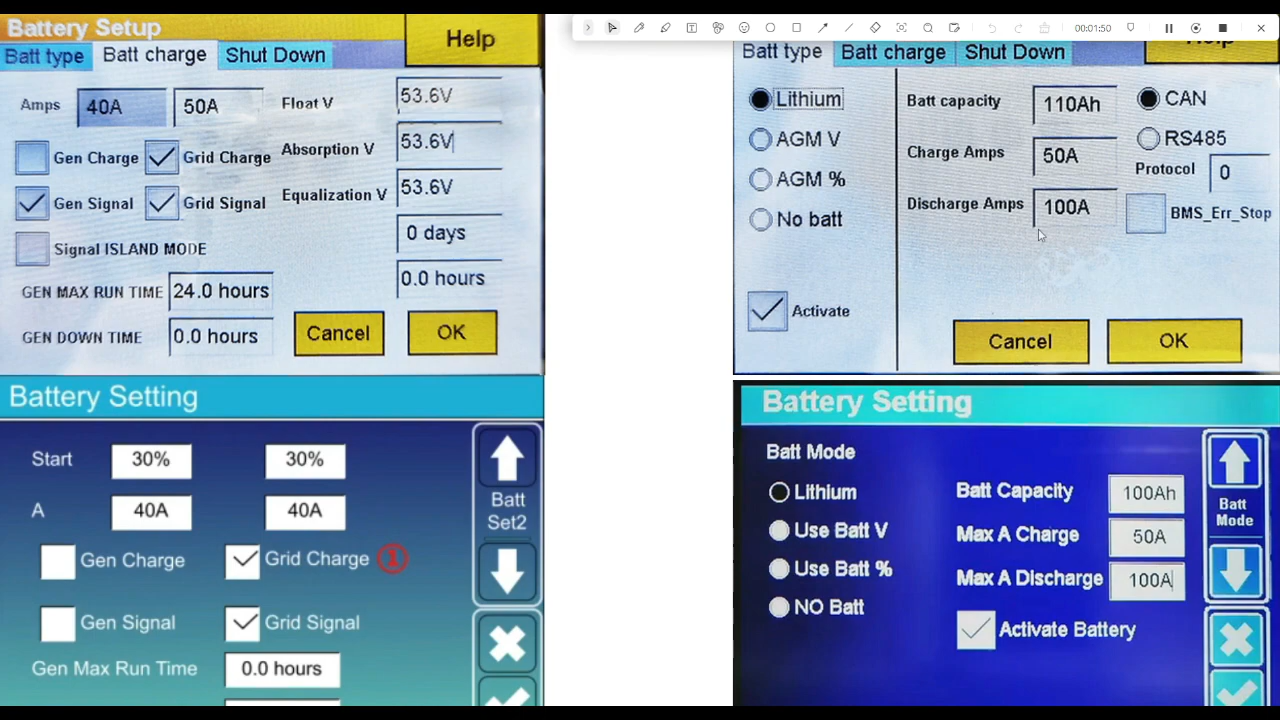 Battery Setup
Help
Batt type Batt charge Shut Down
Amps 40A 50A Float V 53.6V
Gen Charge Grid Charge Absorption V 53.6V
Gen Signal Grid Signal Equalization V 53.6V
Signal ISLAND MODE 0 days
GEN MAX RUN TIME 24.0 hours 0.0 hours
GEN DOWN TIME 0.0 hours Cancel OK
00:01:50
Batt type Batt charge Shut Down Help
Lithium Batt capacity 110Ah CAN
AGM V Charge Amps 50A RS485
AGM % Protocol 0
No batt Discharge Amps 100A BMS_Err_Stop
Activate
Cancel OK
Battery Setting
Start 30% 30%
A 40A 40A
Batt
Set2
Gen Charge Grid Charge ①
Gen Signal Grid Signal
Gen Max Run Time 0.0 hours
Battery Setting
Batt Mode
Lithium Batt Capacity 100Ah
Use Batt V Max A Charge 50A
Use Batt % Max A Discharge 100A
NO Batt Activate Battery
Batt
Mode